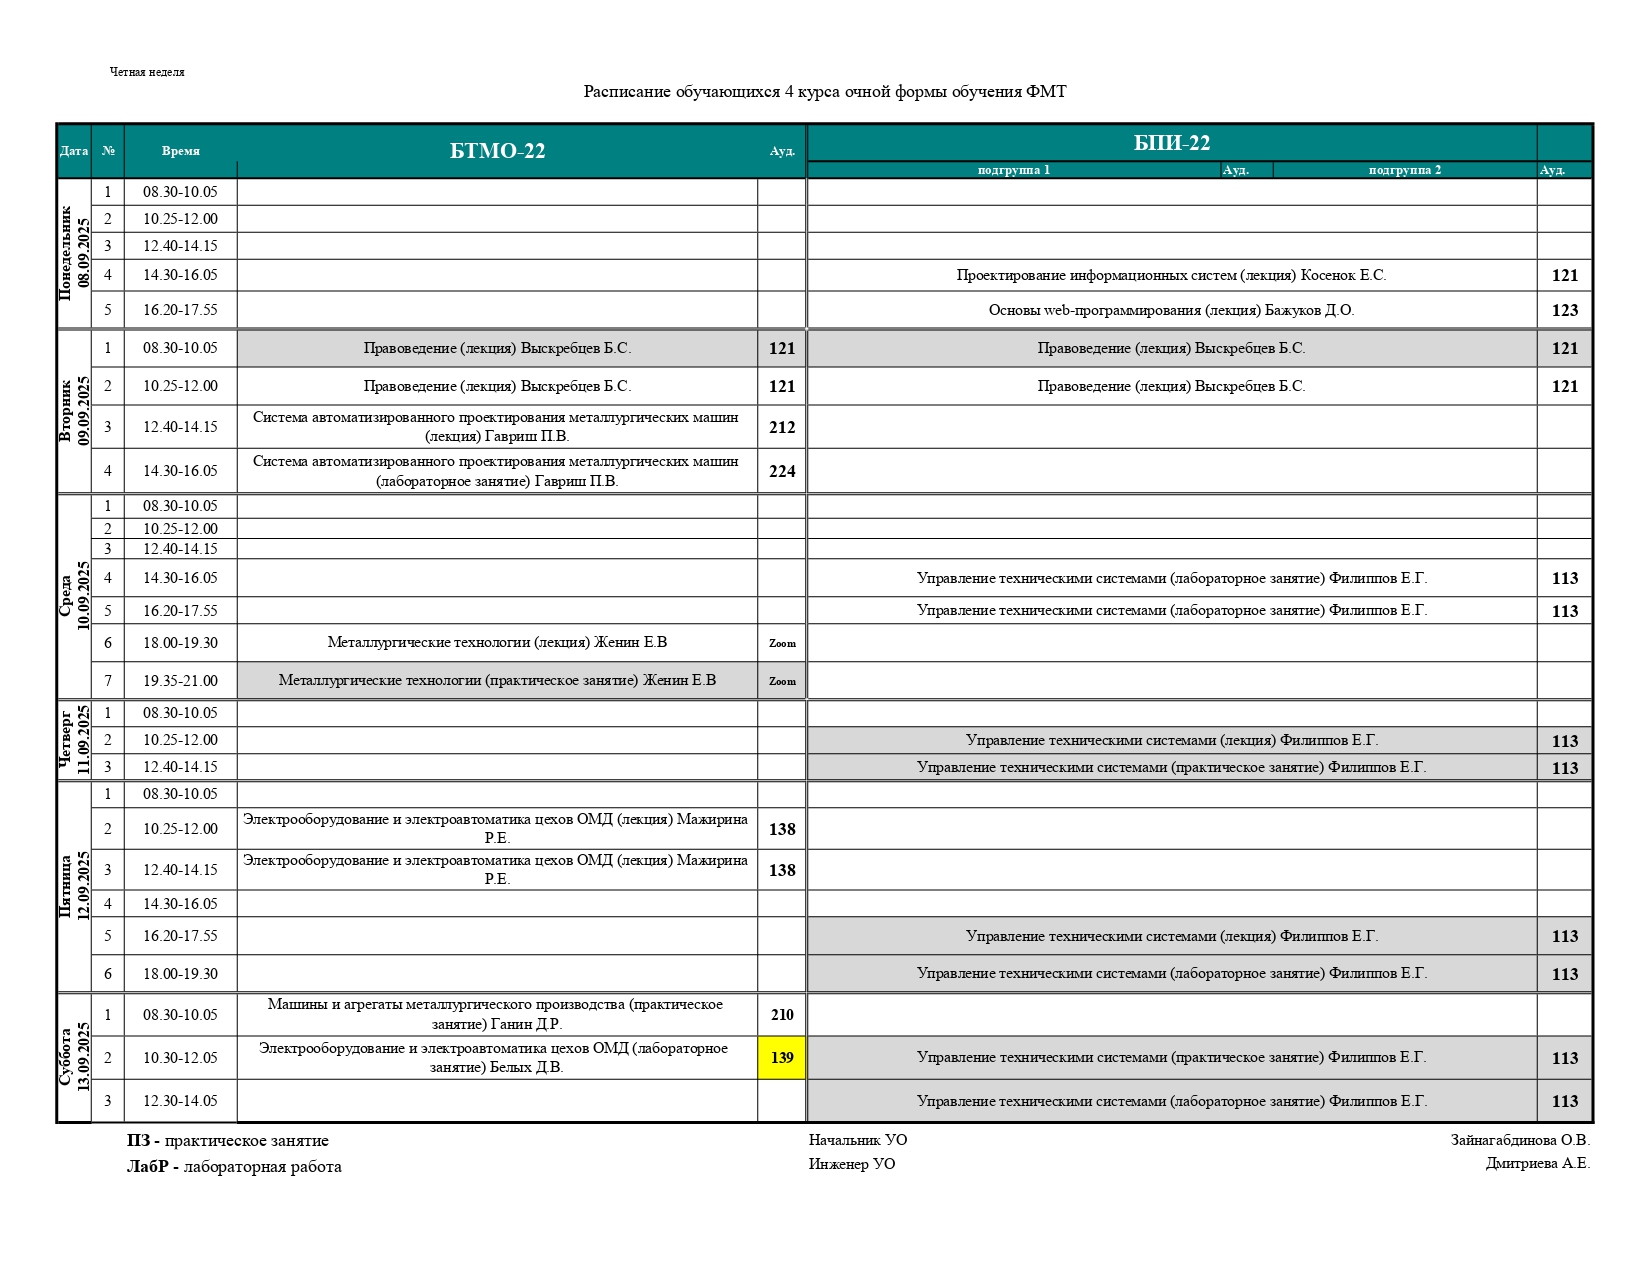 Четная неделя
Расписание обучающихся 4 курса очной формы обучения ФМТ
Дата № Время БТМО-22 Ауд. БПИ-22
подгруппа 1 Ауд. подгруппа 2 Ауд.
Понедельник
08.09.2025
1 08.30-10.05
2 10.25-12.00
3 12.40-14.15
4 14.30-16.05 Проектирование информационных систем (лекция) Косенок Е.С. 121
5 16.20-17.55 Основы web-программирования (лекция) Бажуков Д.О. 123
Вторник
09.09.2025
1 08.30-10.05 Правоведение (лекция) Выскребцев Б.С. 121 Правоведение (лекция) Выскребцев Б.С. 121
2 10.25-12.00 Правоведение (лекция) Выскребцев Б.С. 121 Правоведение (лекция) Выскребцев Б.С. 121
3 12.40-14.15 Система автоматизированного проектирования металлургических машин
(лекция) Гавриш П.В. 212
4 14.30-16.05 Система автоматизированного проектирования металлургических машин
(лабораторное занятие) Гавриш П.В. 224
Среда
10.09.2025
1 08.30-10.05
2 10.25-12.00
3 12.40-14.15
4 14.30-16.05 Управление техническими системами (лабораторное занятие) Филиппов Е.Г. 113
5 16.20-17.55 Управление техническими системами (лабораторное занятие) Филиппов Е.Г. 113
6 18.00-19.30 Металлургические технологии (лекция) Женин Е.В Zoom
7 19.35-21.00 Металлургические технологии (практическое занятие) Женин Е.В Zoom
Четверг
11.09.2025
1 08.30-10.05
2 10.25-12.00 Управление техническими системами (лекция) Филиппов Е.Г. 113
3 12.40-14.15 Управление техническими системами (практическое занятие) Филиппов Е.Г. 113
Пятница
12.09.2025
1 08.30-10.05
2 10.25-12.00 Электрооборудование и электроавтоматика цехов ОМД (лекция) Мажирина
Р.Е. 138
3 12.40-14.15 Электрооборудование и электроавтоматика цехов ОМД (лекция) Мажирина
Р.Е. 138
4 14.30-16.05
5 16.20-17.55 Управление техническими системами (лекция) Филиппов Е.Г. 113
6 18.00-19.30 Управление техническими системами (лабораторное занятие) Филиппов Е.Г. 113
Суббота
13.09.2025
1 08.30-10.05 Машины и агрегаты металлургического производства (практическое
занятие) Ганин Д.Р. 210
2 10.30-12.05 Электрооборудование и электроавтоматика цехов ОМД (лабораторное
занятие) Белых Д.В. 139 Управление техническими системами (практическое занятие) Филиппов Е.Г. 113
3 12.30-14.05 Управление техническими системами (лабораторное занятие) Филиппов Е.Г. 113
ПЗ - практическое занятие Начальник УО Зайнагабдинова О.В.
ЛабР - лабораторная работа Инженер УО Дмитриева А.Е.